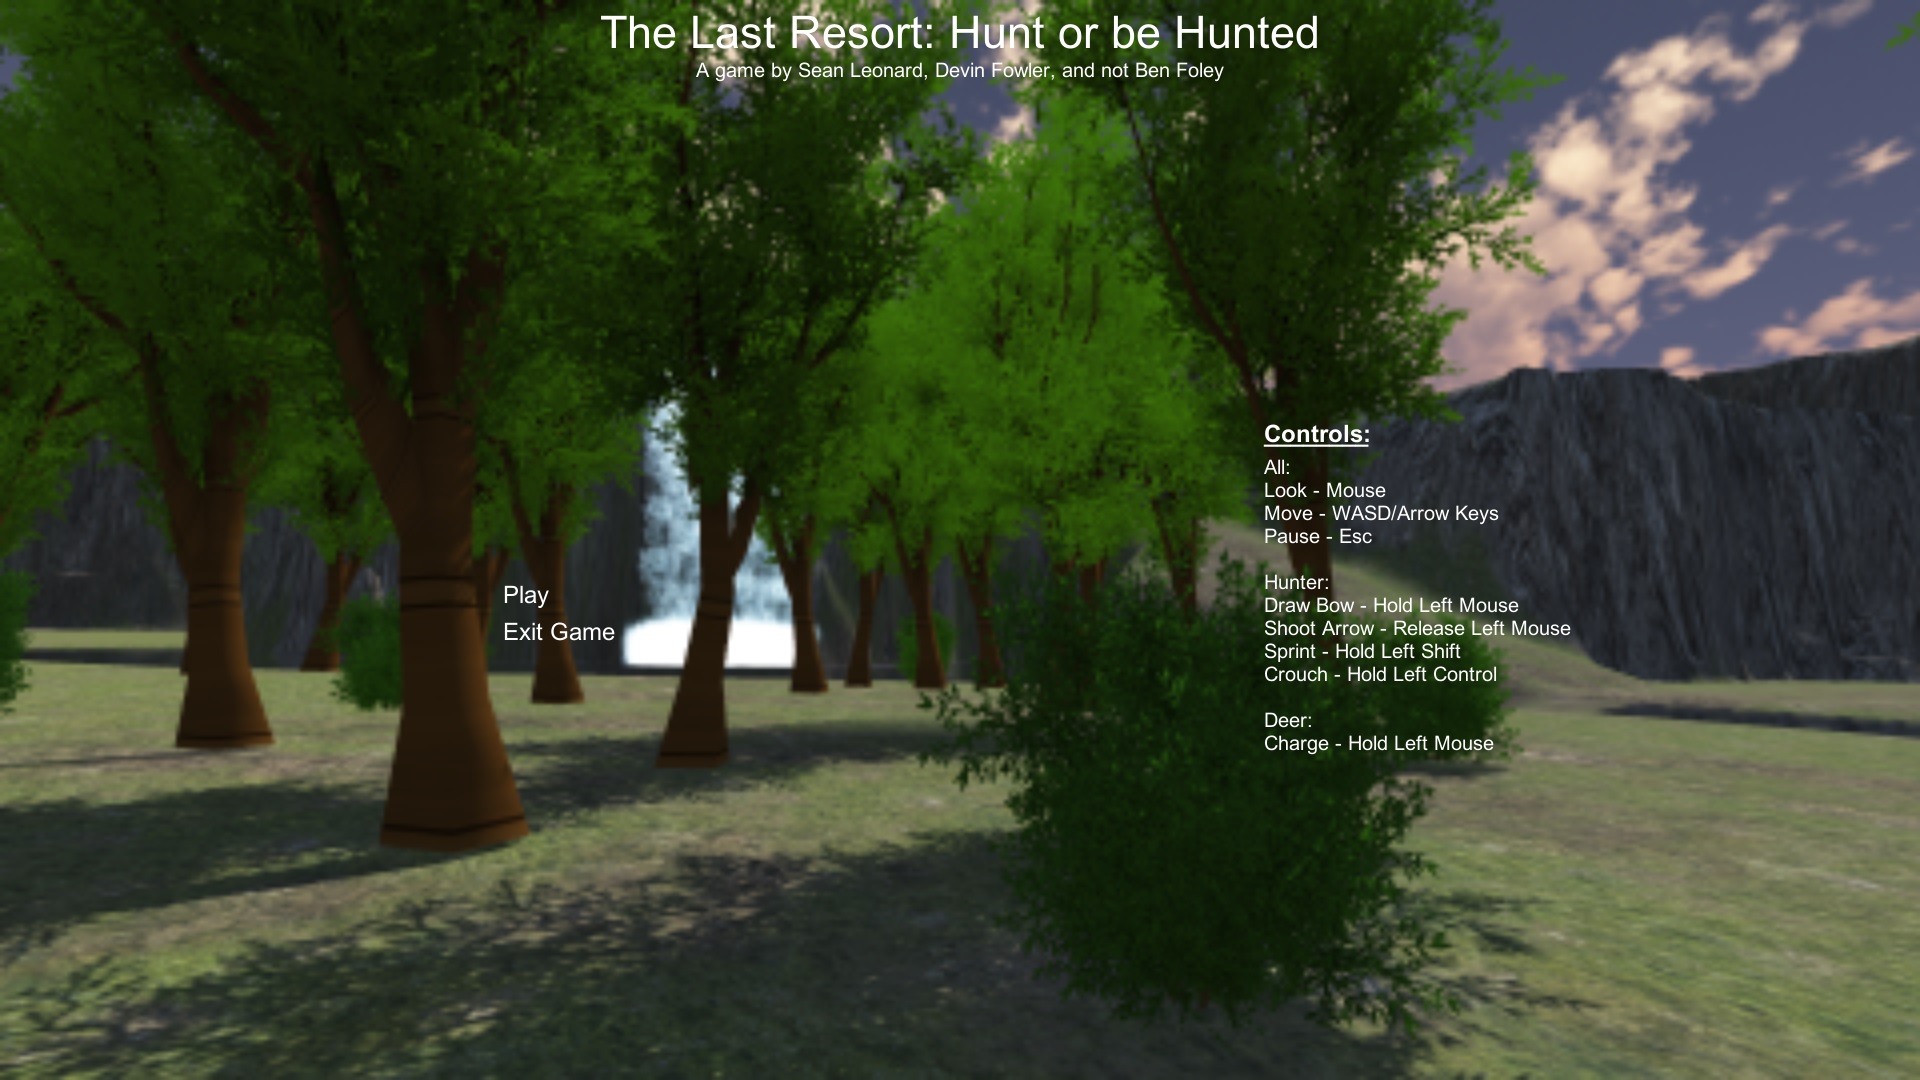 The Last Resort: Hunt or be Hunted
A game by Sean Leonard, Devin Fowler, and not Ben Foley
Play
Exit Game
Controls:
All:
Look - Mouse
Move - WASD/Arrow Keys
Pause - Esc
Hunter:
Draw Bow - Hold Left Mouse
Shoot Arrow - Release Left Mouse
Sprint - Hold Left Shift
Crouch - Hold Left Control
Deer:
Charge - Hold Left Mouse